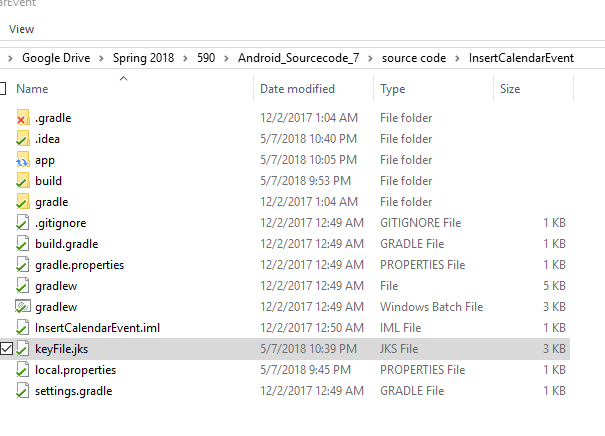 arEvent
View
Google Drive > Spring 2018 > 590 > Android_Sourcecode_7 > source code > InsertCalendarEvent
Name Date modified Type Size
.gradle 12/2/2017 1:04 AM File folder
.idea 5/7/2018 10:40 PM File folder
app 5/7/2018 10:05 PM File folder
build 5/7/2018 9:53 PM File folder
gradle 12/2/2017 1:04 AM File folder
.gitignore 12/2/2017 12:49 AM GITIGNORE File 1 KB
build.gradle 12/2/2017 12:49 AM GRADLE File 1 KB
gradle.properties 12/2/2017 12:49 AM PROPERTIES File 1 KB
gradlew 12/2/2017 12:49 AM File 5 KB
gradlew 12/2/2017 12:49 AM Windows Batch File 3 KB
InsertCalendarEvent.iml 12/2/2017 12:50 AM IML File 1 KB
keyFile.jks 5/7/2018 10:39 PM JKS File 3 KB
local.properties 5/7/2018 9:45 PM PROPERTIES File 1 KB
settings.gradle 12/2/2017 12:49 AM GRADLE File 1 KB